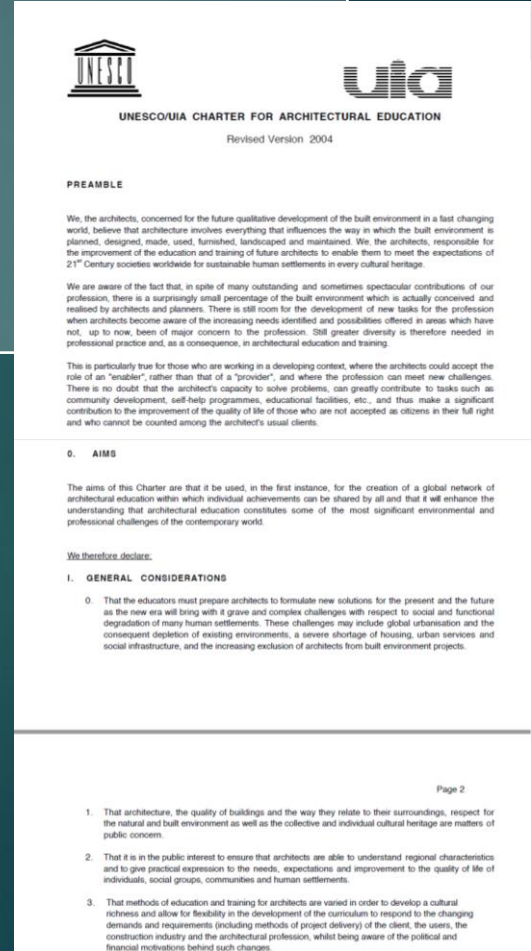 UNESCO
uia
UNESCO/UIA CHARTER FOR ARCHITECTURAL EDUCATION
Revised Version 2004
PREAMBLE
We, the architects, concerned for the future qualitative development of the built environment in a fast changing
world, believe that architecture involves everything that influences the way in which the built environment is
planned, designed, made, used, furnished, landscaped and maintained. We, the architects, responsible for
the improvement of the education and training of future architects to enable them to meet the expectations of
21st Century societies worldwide for sustainable human settlements in every cultural heritage.
We are aware of the fact that, in spite of many outstanding and sometimes spectacular contributions of our
profession, there is a surprisingly small percentage of the built environment which is actually conceived and
realised by architects and planners. There is still room for the development of new tasks for the profession
when architects become aware of the increasing needs identified and possibilities offered in areas which have
not, up to now, been of major concern to the profession. Still greater diversity is therefore needed in
professional practice and, as a consequence, in architectural education and training.
This is particularly true for those who are working in a developing context, where the architects could accept the
role of an "enabler", rather than that of a "provider", and where the profession can meet new challenges.
There is no doubt that the architect's capacity to solve problems, can greatly contribute to tasks such as
community development, self-help programmes, educational facilities, etc., and thus make a significant
contribution to the improvement of the quality of life of those who are not accepted as citizens in their full right
and who cannot be counted among the architect's usual clients.
0. AIMS
The aims of this Charter are that it be used, in the first instance, for the creation of a global network of
architectural education within which individual achievements can be shared by all and that it will enhance the
understanding that architectural education constitutes some of the most significant environmental and
professional challenges of the contemporary world.
We therefore declare:
I. GENERAL CONSIDERATIONS
0. That the educators must prepare architects to formulate new solutions for the present and the future
as the new era will bring with it grave and complex challenges with respect to social and functional
degradation of many human settlements. These challenges may include global urbanisation and the
consequent depletion of existing environments, a severe shortage of housing, urban services and
social infrastructure, and the increasing exclusion of architects from built environment projects.
Page 2
1. That architecture, the quality of buildings and the way they relate to their surroundings, respect for
the natural and built environment as well as the collective and individual cultural heritage are matters of
public concern.
2. That it is in the public interest to ensure that architects are able to understand regional characteristics
and to give practical expression to the needs, expectations and improvement to the quality of life of
individuals, social groups, communities and human settlements.
3. That methods of education and training for architects are varied in order to develop a cultural
richness and allow for flexibility in the development of the curriculum to respond to the changing
demands and requirements (including methods of project delivery) of the client, the users, the
construction industry and the architectural profession, whilst being aware of the political and
financial motivations behind such changes.